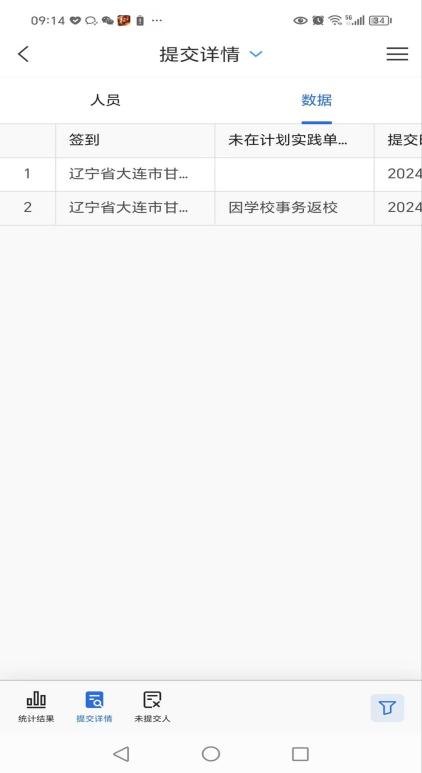 09:14 ... 5G 84
提交详情
人员 数据
签到 未在计划实践单... 提交
1 辽宁省大连市甘... 2024
2 辽宁省大连市甘... 因学校事务返校 2024
统计结果 提交详情 未提交人